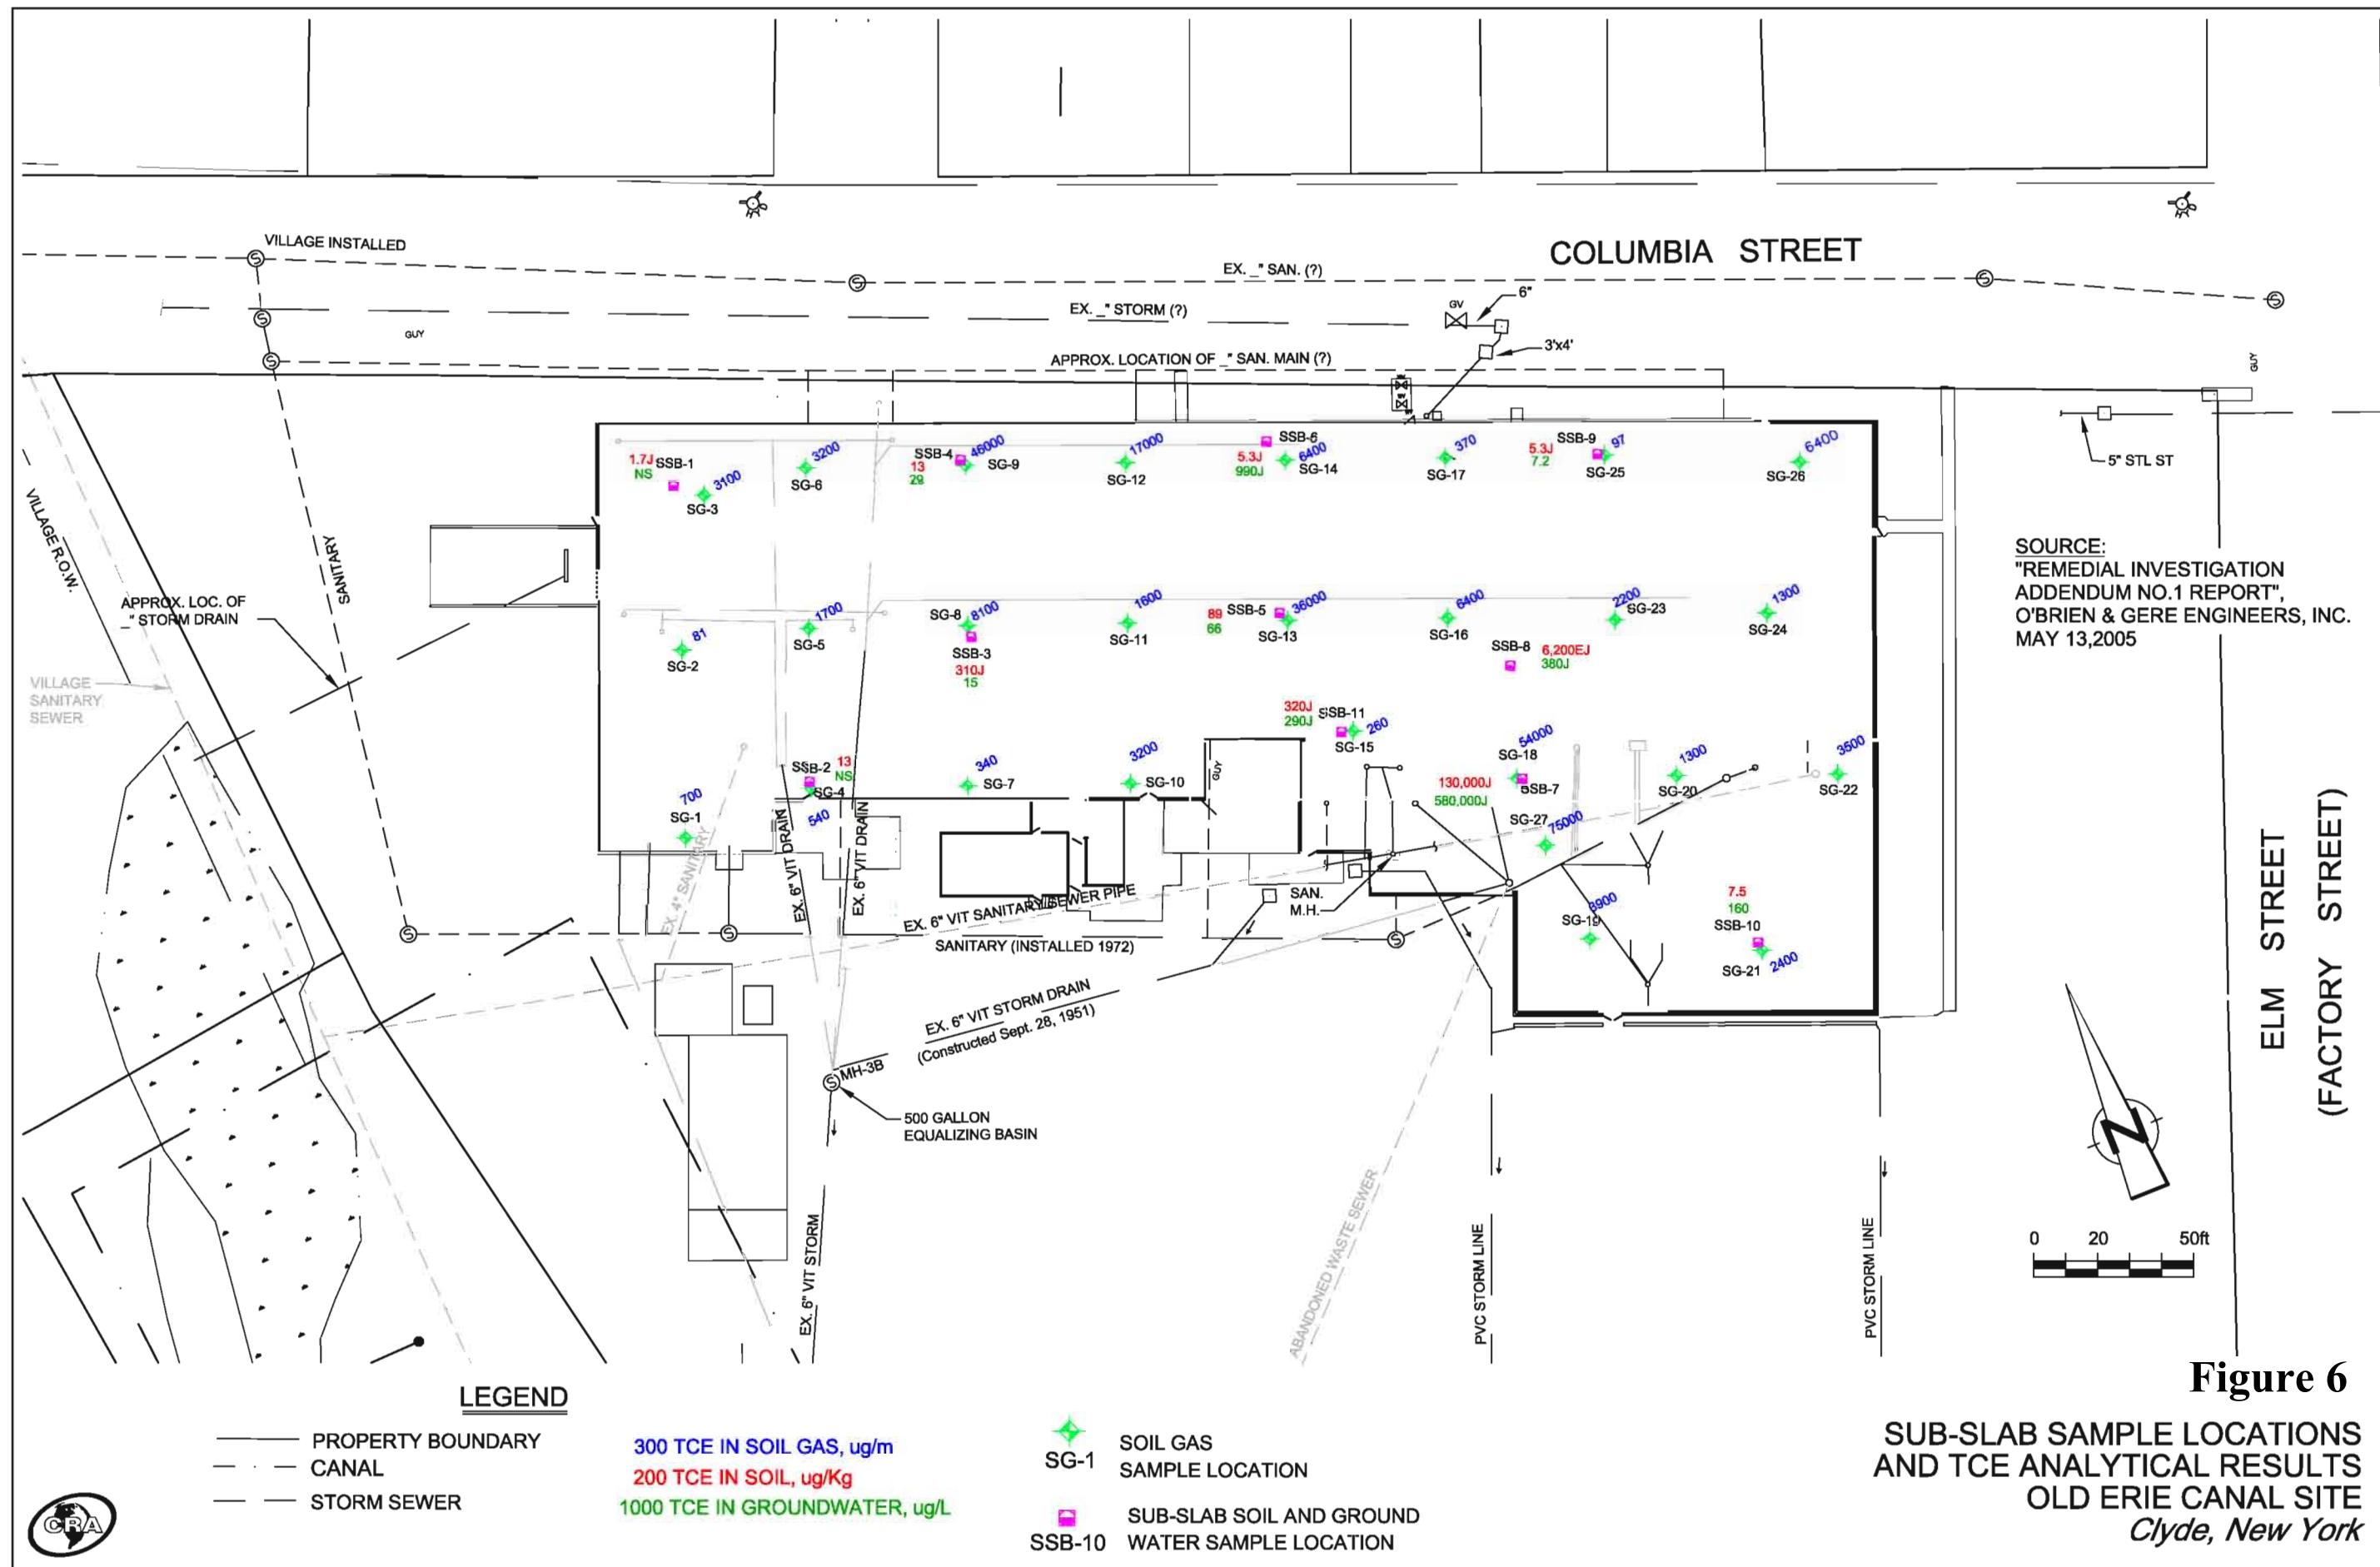 VILLAGE INSTALLED
COLUMBIA STREET
EX. _" SAN. (?)
6"
GV
EX. _" STORM (?)
GUY
3'x4'
APPROX. LOCATION OF _" SAN. MAIN (?)
GUY
5" STL ST
1.7J SSB-1
NS
3100
SG-3
3200
SG-6
SSB-4
13
29
46000
SG-9
17000
SG-12
SSB-6
5.3J
990J
6400
SG-14
370
SG-17
SSB-9
5.3J
7.2
97
SG-25
6400
SG-26
VILLAGE R.O.W.
SANITARY
APPROX. LOC. OF
_" STORM DRAIN
VILLAGE
SANITARY
SEWER
SOURCE:
"REMEDIAL INVESTIGATION
ADDENDUM NO.1 REPORT",
O'BRIEN & GERE ENGINEERS, INC.
MAY 13,2005
81
SG-2
1700
SG-5
SG-8
8100
SSB-3
310J
15
1600
SG-11
89
66
SSB-5
36000
SG-13
6400
SG-16
2200
SG-23
1300
SG-24
SSB-8
6,200EJ
380J
320J
290J
SSB-11
260
SG-15
700
SG-1
SSB-2
13
NS
SG-4
540
340
SG-7
3200
SG-10
GUY
54000
SG-18
130,000J
580,000J
SSB-7
SG-27
75000
1300
SG-20
3500
SG-22
3900
SG-19
7.5
160
SSB-10
SG-21
2400
EX. 4" SANITARY
EX. 6" VIT DRAIN
EX. 6" VIT DRAIN
EX. 6" VIT SANITARY SEWER PIPE
SANITARY (INSTALLED 1972)
SAN.
M.H.
EX. 6" VIT STORM DRAIN
(Constructed Sept. 28, 1951)
MH-3B
500 GALLON
EQUALIZING BASIN
EX. 6" VIT STORM
ABANDONED WASTE SEWER
PVC STORM LINE
PVC STORM LINE
ELM STREET
(FACTORY STREET)
N
0 20 50ft
Figure 6
LEGEND
PROPERTY BOUNDARY
CANAL
STORM SEWER
300 TCE IN SOIL GAS, ug/m
200 TCE IN SOIL, ug/Kg
1000 TCE IN GROUNDWATER, ug/L
SG-1
SOIL GAS
SAMPLE LOCATION
SSB-10
SUB-SLAB SOIL AND GROUND
WATER SAMPLE LOCATION
SUB-SLAB SAMPLE LOCATIONS
AND TCE ANALYTICAL RESULTS
OLD ERIE CANAL SITE
Clyde, New York
CRA